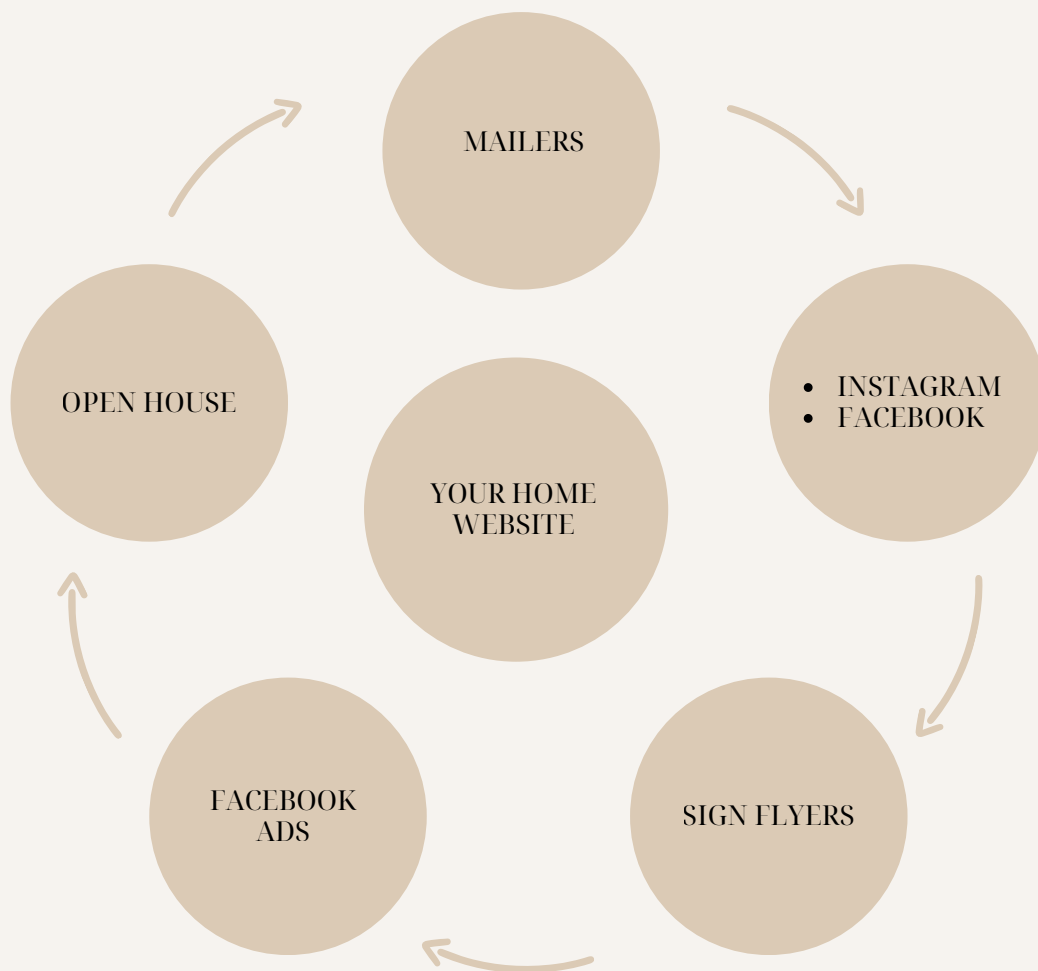 MAILERS
• INSTAGRAM
• FACEBOOK
OPEN HOUSE
YOUR HOME
WEBSITE
FACEBOOK
ADS
SIGN FLYERS